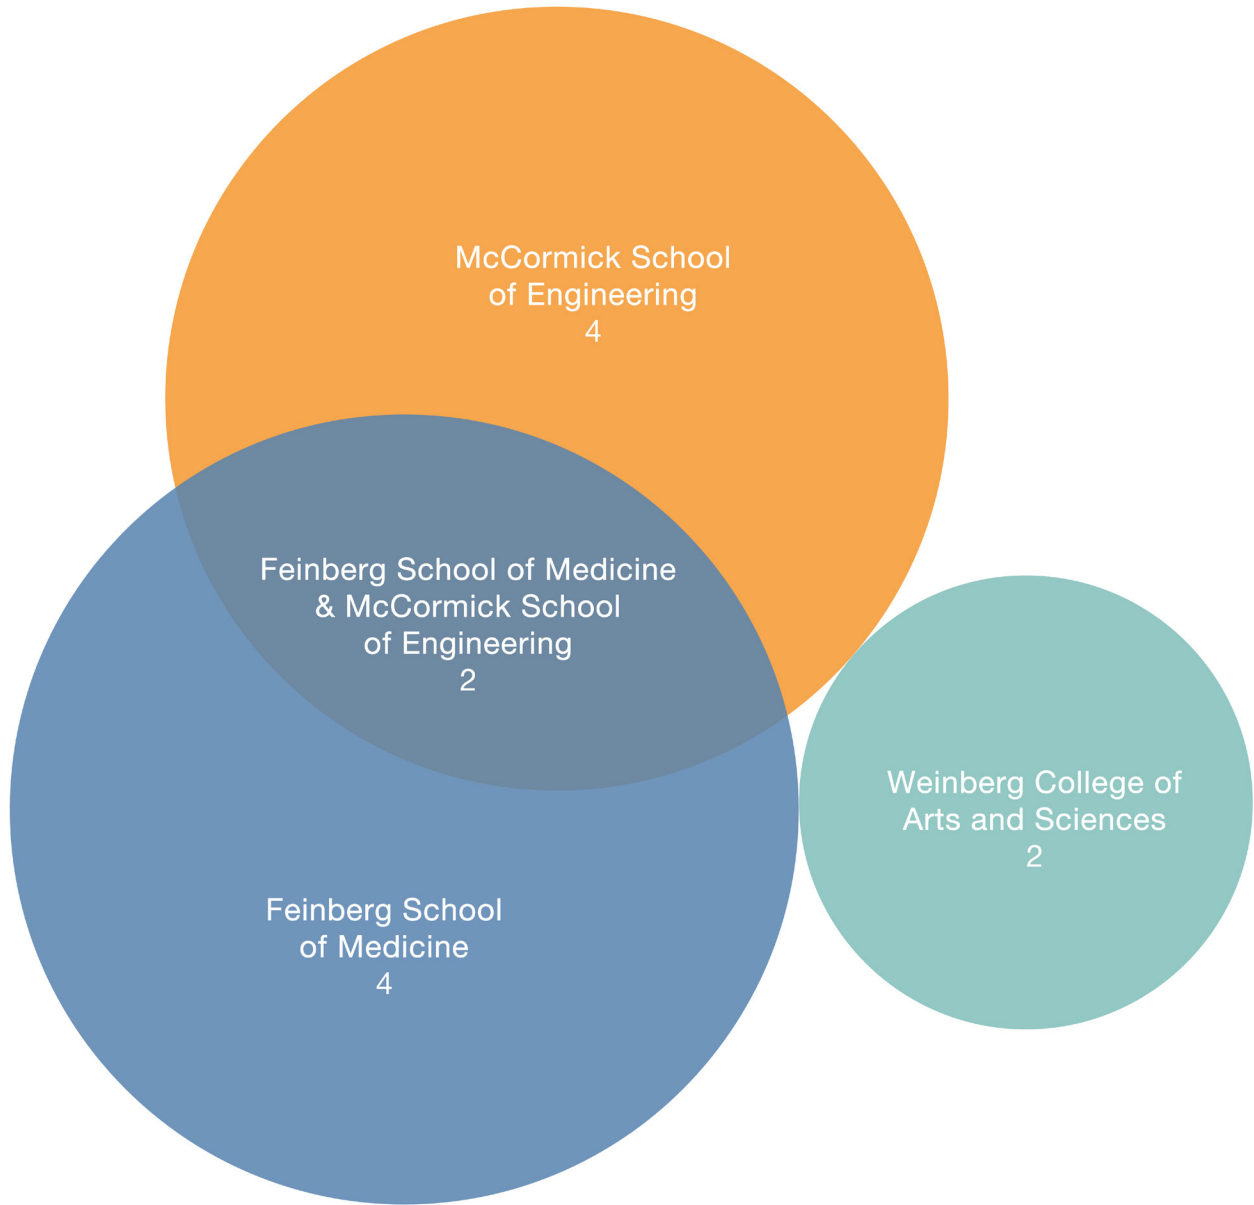 McCormick School
of Engineering
4
Feinberg School of Medicine
& McCormick School
of Engineering
2
Weinberg College of
Arts and Sciences
2
Feinberg School
of Medicine
4